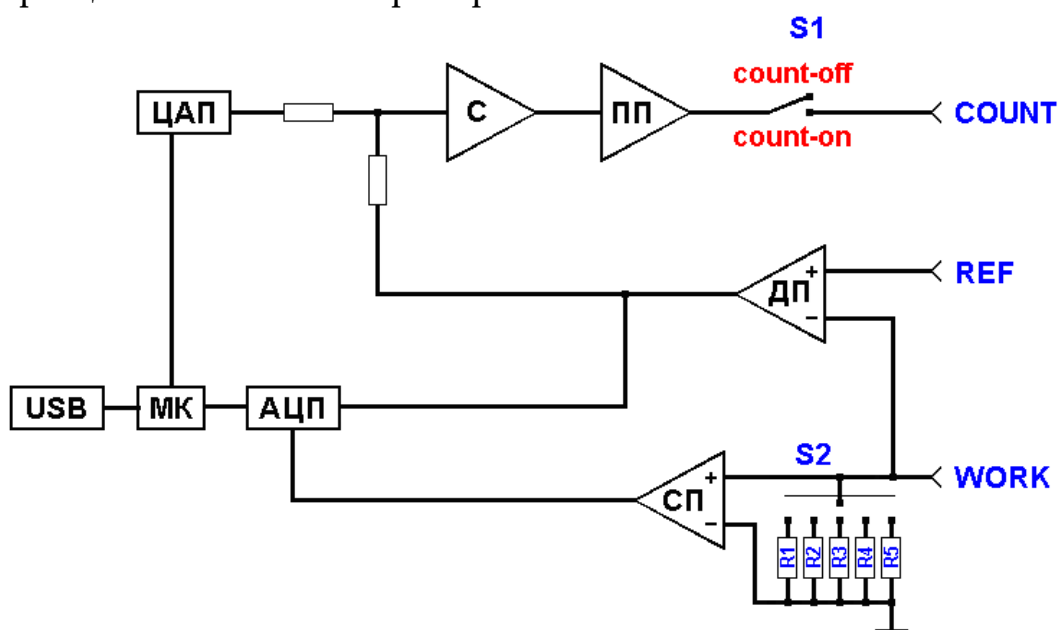 S1
count-off
ЦАП
С
ПП
COUNT
count-on
REF
+
ДП
−
USB
МК
АЦП
S2
WORK
+
СП
−
R1
R2
R3
R4
R5